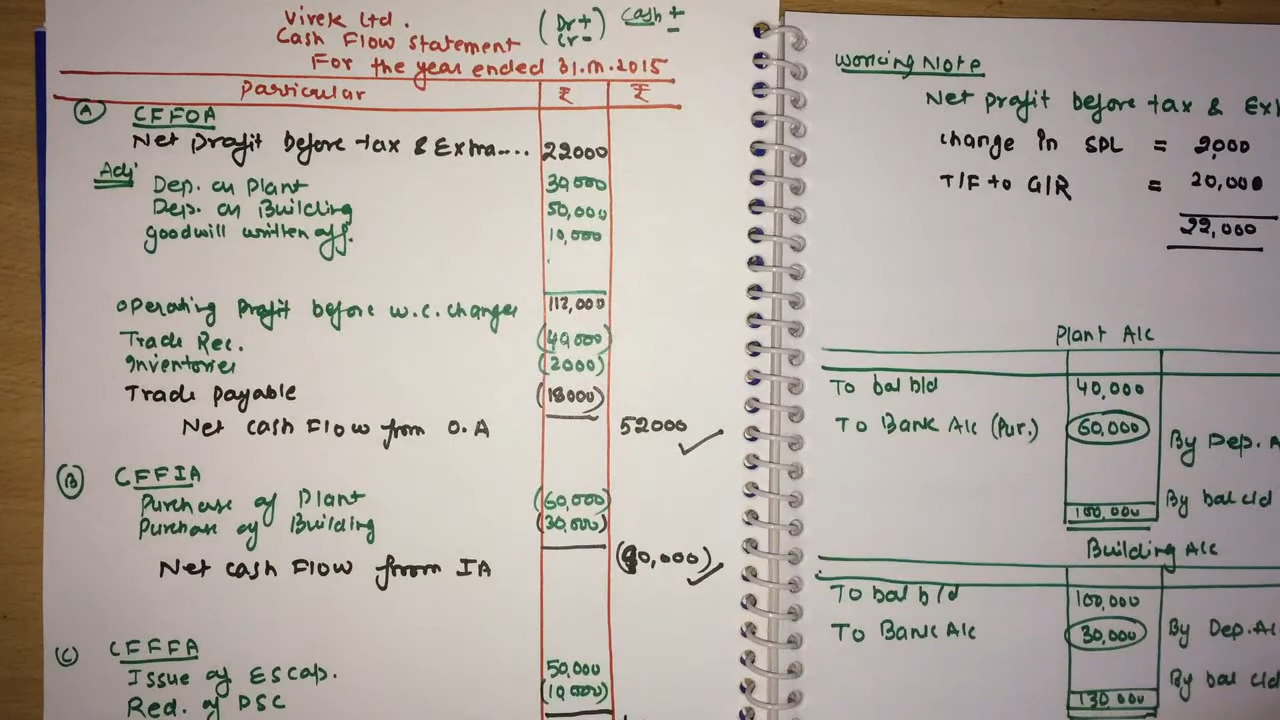 Virek Ltd. (Dr+ Cr-) Cash + -
Cash Flow Statement
For the year ended 31.m.2015
Particular ₹ ₹
(A) CFFOA
Net Profit before tax & Extra.... 22000
Adj
Dep. on Plant 30,000
Dep. on Building 50,000
Goodwill written off. 10,000
Operating Profit before w.c. changes 112,000
Trade Rec. (40,000)
Inventories (2000)
Trade payable (18000)
Net cash Flow from O.A 52000
(B) CFFIA
Purchase of Plant (60,000)
Purchase of Building (30,000)
Net cash Flow from IA (90,000)
(C) CFFFA
Issue of ES cap. 50,000
Red. of PSC
Working Note
Net profit before tax & Ex
change in SPL = 2,000
T/F to G/R = 20,000
22,000
Plant A/c
To bal b/d 40,000
To Bank A/c (Pur.) 60,000 By Dep. A
By bal c/d
100,000
Building A/c
To bal b/d 100,000
To Bank A/c 30,000 By Dep. A/c
By bal c/d
130,000